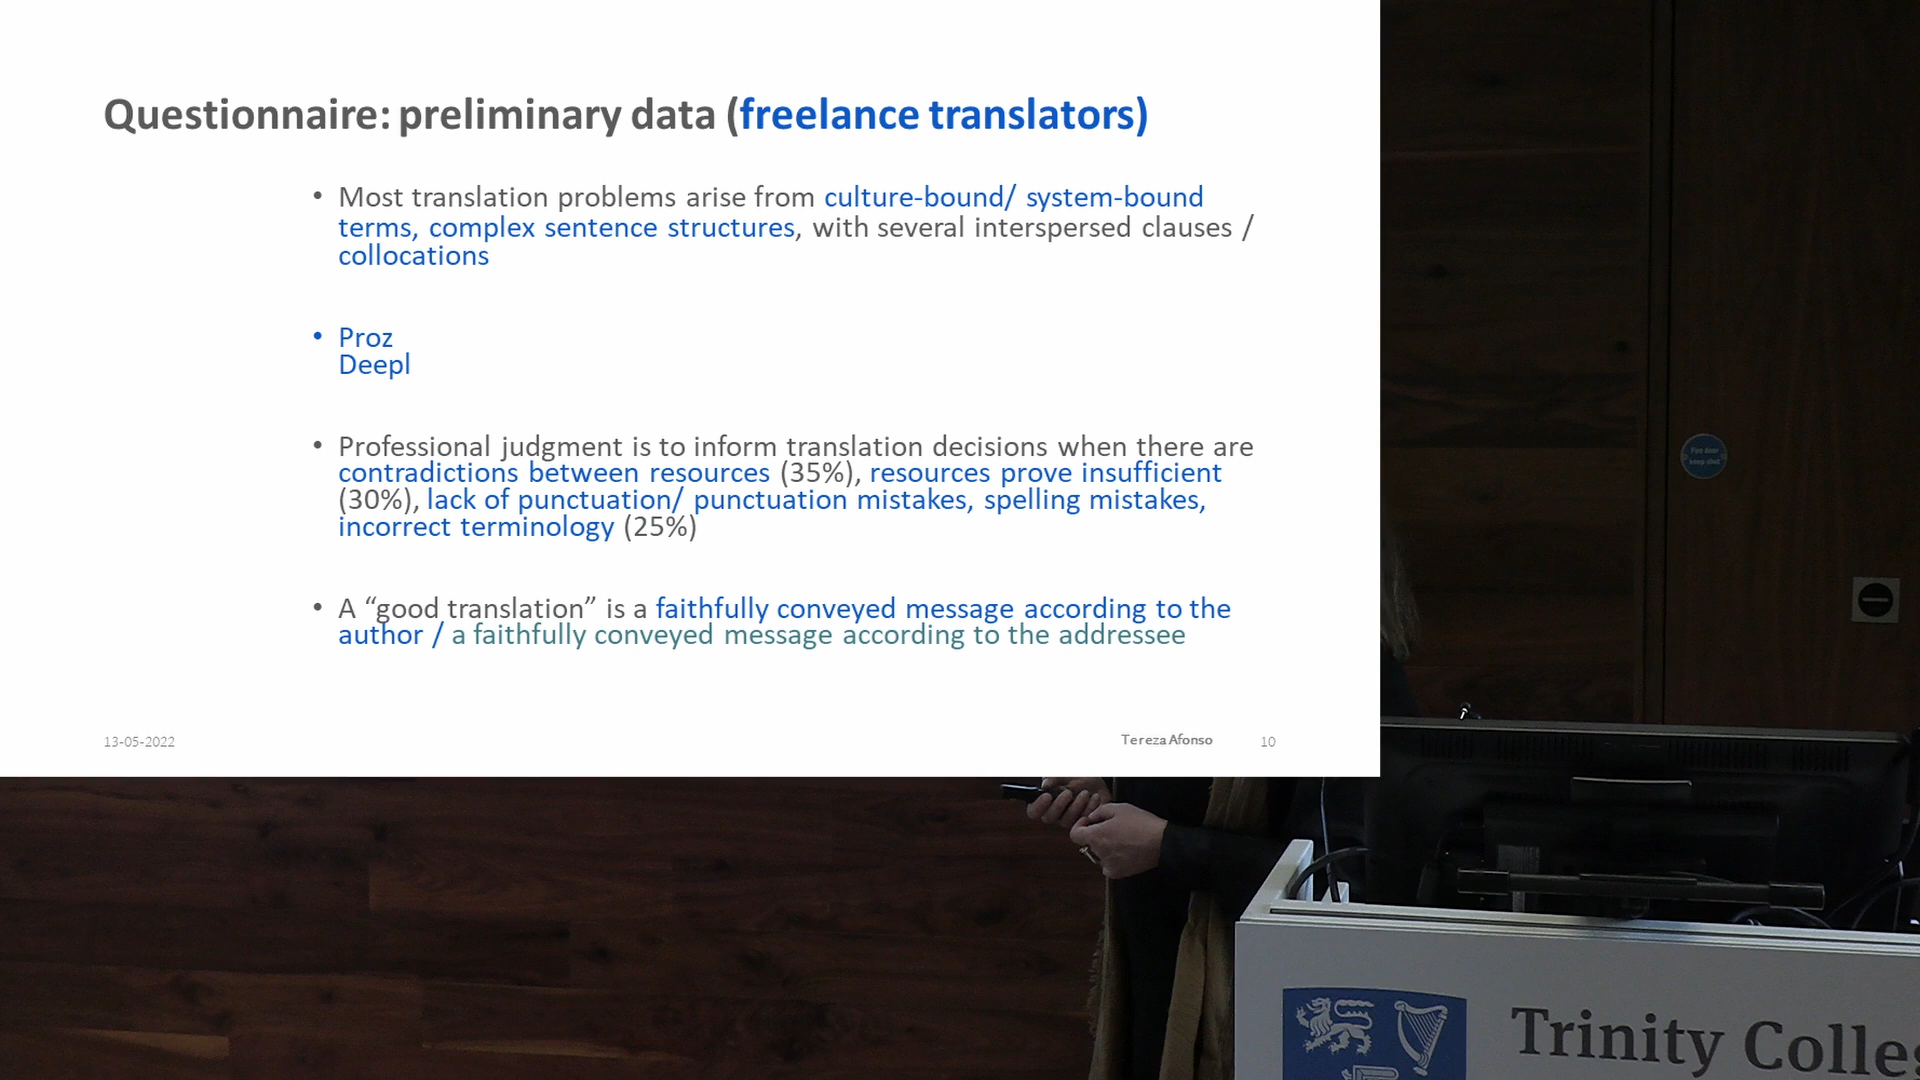 Questionnaire: preliminary data (freelance translators)
• Most translation problems arise from culture-bound/ system-bound
terms, complex sentence structures, with several interspersed clauses /
collocations
• Proz
Deepl
• Professional judgment is to inform translation decisions when there are
contradictions between resources (35%), resources prove insufficient
(30%), lack of punctuation/ punctuation mistakes, spelling mistakes,
incorrect terminology (25%)
• A “good translation” is a faithfully conveyed message according to the
author / a faithfully conveyed message according to the addressee
13-05-2022
Tereza Afonso
10
Fire door
keep shut
Trinity Colle